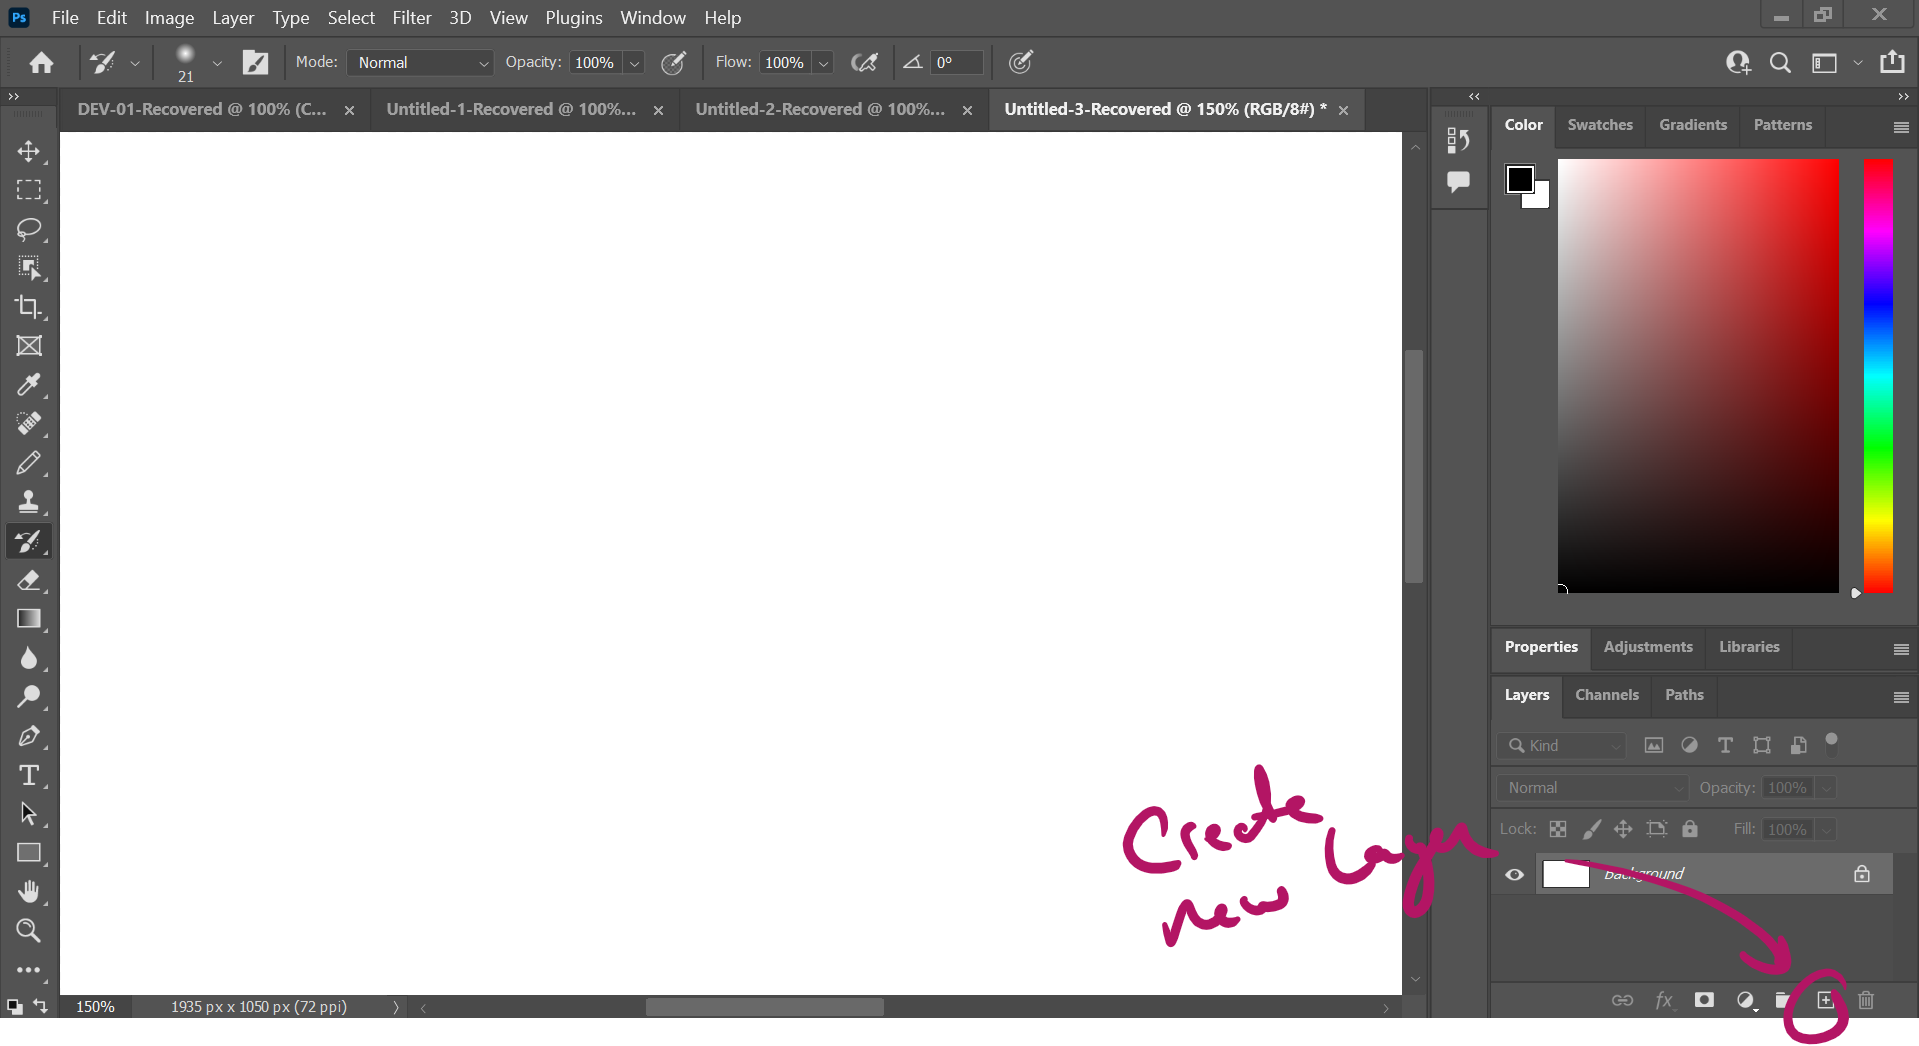 Ps File Edit Image Layer Type Select Filter 3D View Plugins Window Help
21 Mode: Normal Opacity: 100% Flow: 100% 0°
DEV-01-Recovered @ 100% (C... × Untitled-1-Recovered @ 100%... × Untitled-2-Recovered @ 100%... × Untitled-3-Recovered @ 150% (RGB/8#) * ×
Color Swatches Gradients Patterns
Properties Adjustments Libraries
Layers Channels Paths
Kind
Normal Opacity: 100%
Lock: Fill: 100%
Background
Create Layer
new
fx
150% 1935 px x 1050 px (72 ppi)